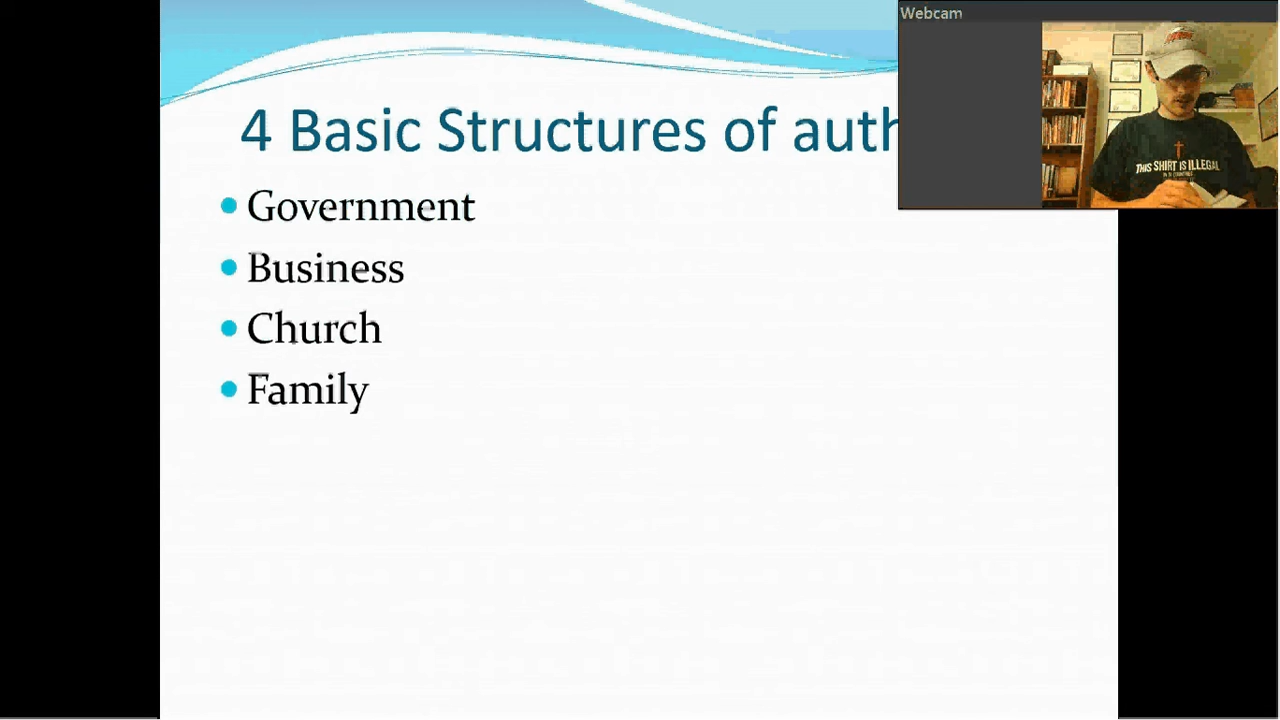 Webcam
4 Basic Structures of auth
Government
Business
Church
Family
THIS SHIRT IS ILLEGAL